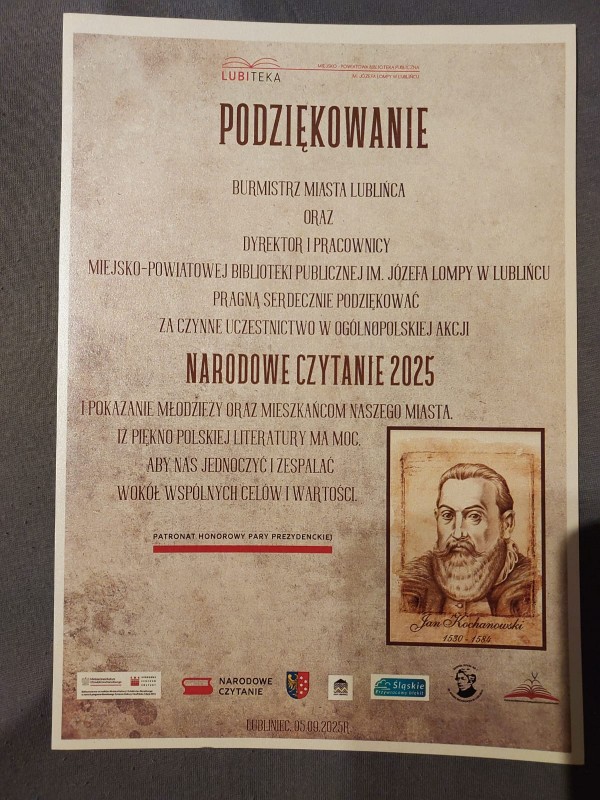 LUBITEKA
MIEJSKO - POWIATOWA BIBLIOTEKA PUBLICZNA
IM. JÓZEFA LOMPY W LUBLIŃCU
PODZIĘKOWANIE
BURMISTRZ MIASTA LUBLIŃCA
ORAZ
DYREKTOR I PRACOWNICY
MIEJSKO-POWIATOWEJ BIBLIOTEKI PUBLICZNEJ IM. JÓZEFA LOMPY W LUBLIŃCU
PRAGNĄ SERDECZNIE PODZIĘKOWAĆ
ZA CZYNNE UCZESTNICTWO W OGÓLNOPOLSKIEJ AKCJI
NARODOWE CZYTANIE 2025
I POKAZANIE MŁODZIEŻY ORAZ MIESZKAŃCOM NASZEGO MIASTA,
IŻ PIĘKNO POLSKIEJ LITERATURY MA MOC,
ABY NAS JEDNOCZYĆ I ZESPALAĆ
WOKÓŁ WSPÓLNYCH CELÓW I WARTOŚCI.
PATRONAT HONOROWY PARY PREZYDENCKIEJ
Jan Kochanowski
1530 - 1584
NARODOWE
CZYTANIE
Śląskie
LUBLINIEC, 05.09.2025R.